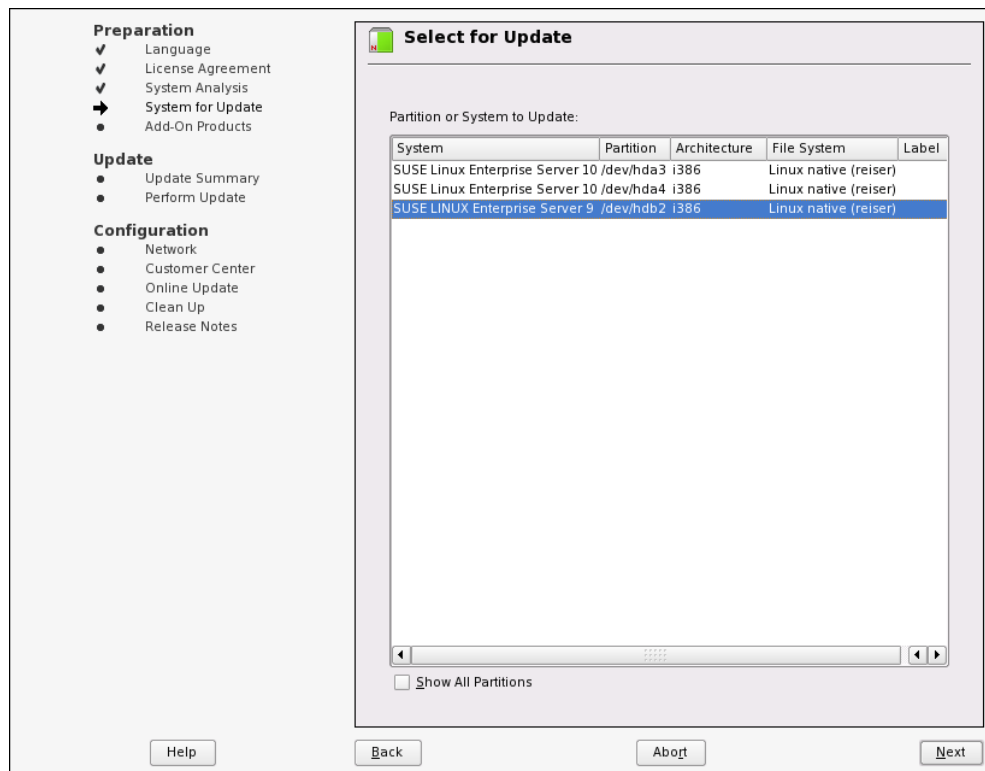 Preparation
Language
License Agreement
System Analysis
System for Update
Add-On Products
Update
Update Summary
Perform Update
Configuration
Network
Customer Center
Online Update
Clean Up
Release Notes
N
Select for Update
Partition or System to Update:
System Partition Architecture File System Label
SUSE Linux Enterprise Server 10 /dev/hda3 i386 Linux native (reiser)
SUSE Linux Enterprise Server 10 /dev/hda4 i386 Linux native (reiser)
SUSE LINUX Enterprise Server 9 /dev/hdb2 i386 Linux native (reiser)
Show All Partitions
Help Back Abort Next